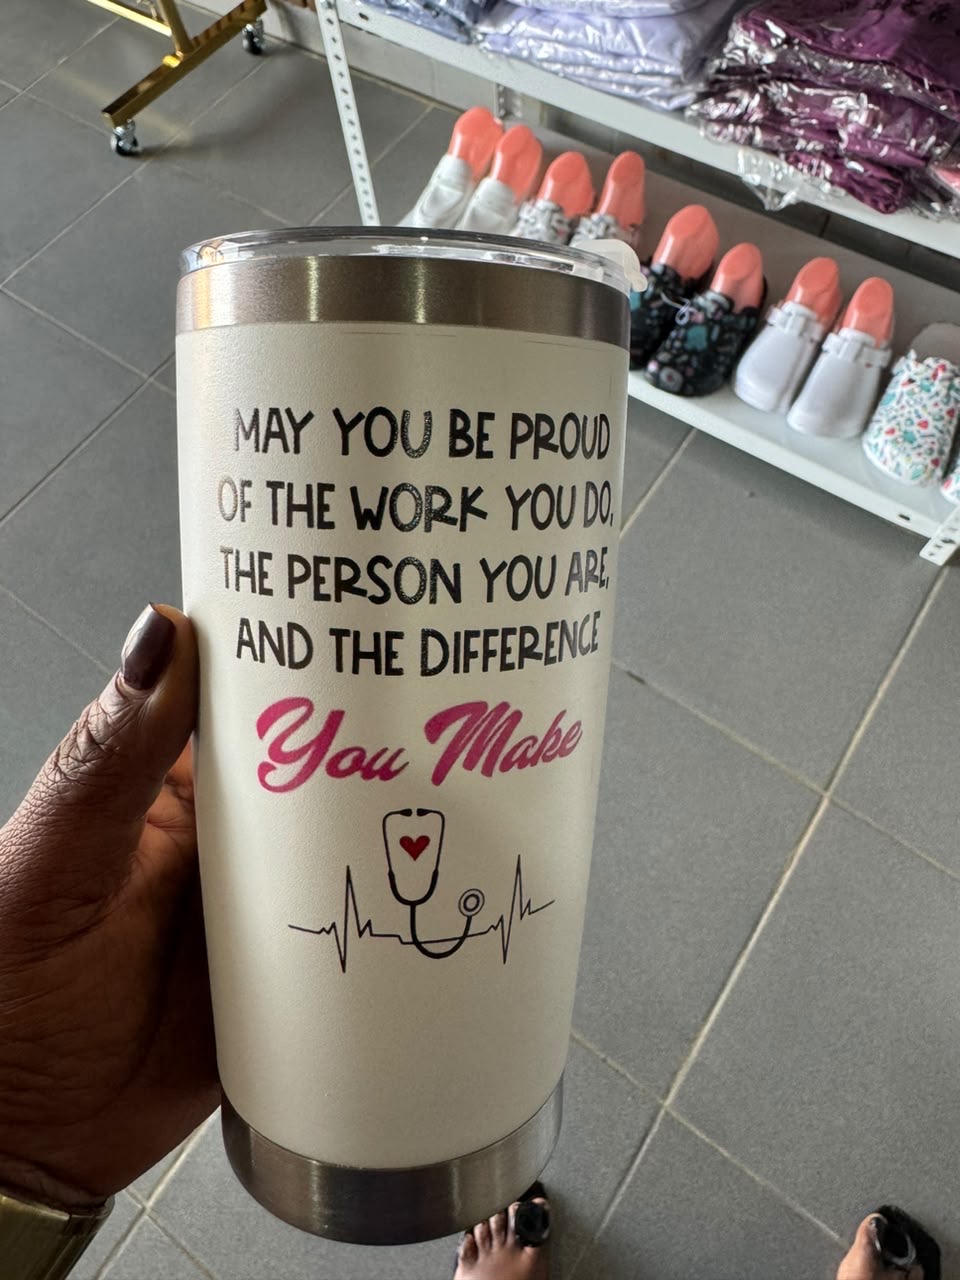 MAY YOU BE PROUD
OF THE WORK YOU DO,
THE PERSON YOU ARE,
AND THE DIFFERENCE
You Make